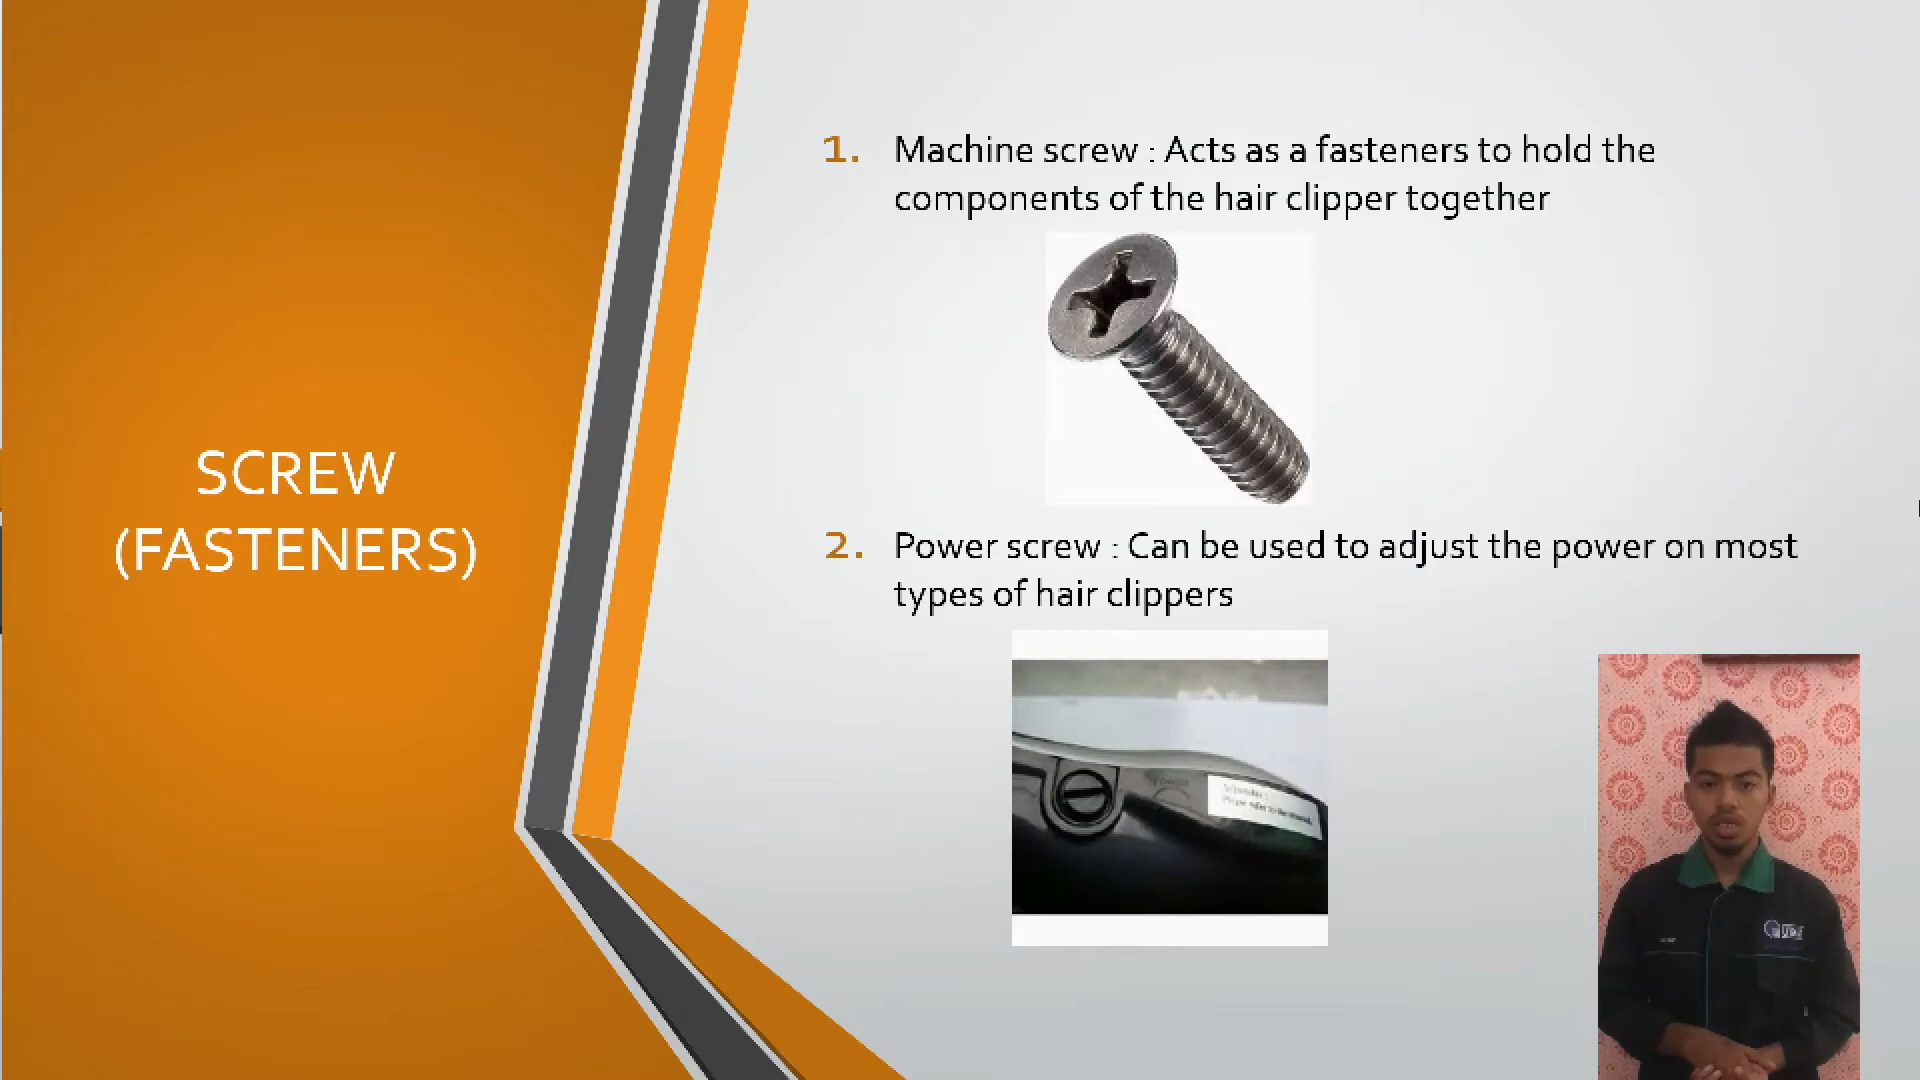 SCREW
(FASTENERS)
1. Machine screw : Acts as a fasteners to hold the
components of the hair clipper together
2. Power screw : Can be used to adjust the power on most
types of hair clippers